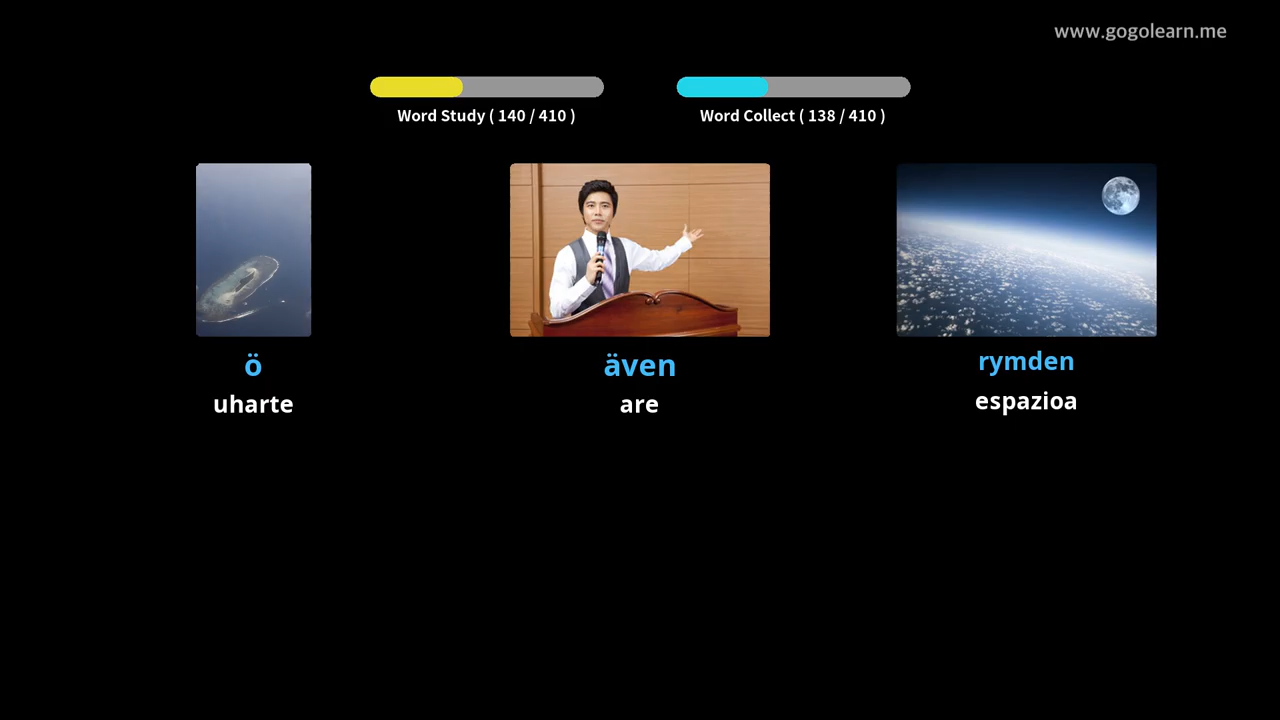 www.gogolearn.me
Word Study ( 140 / 410 )
Word Collect ( 138 / 410 )
ö
även
rymden
uharte
are
espazioa